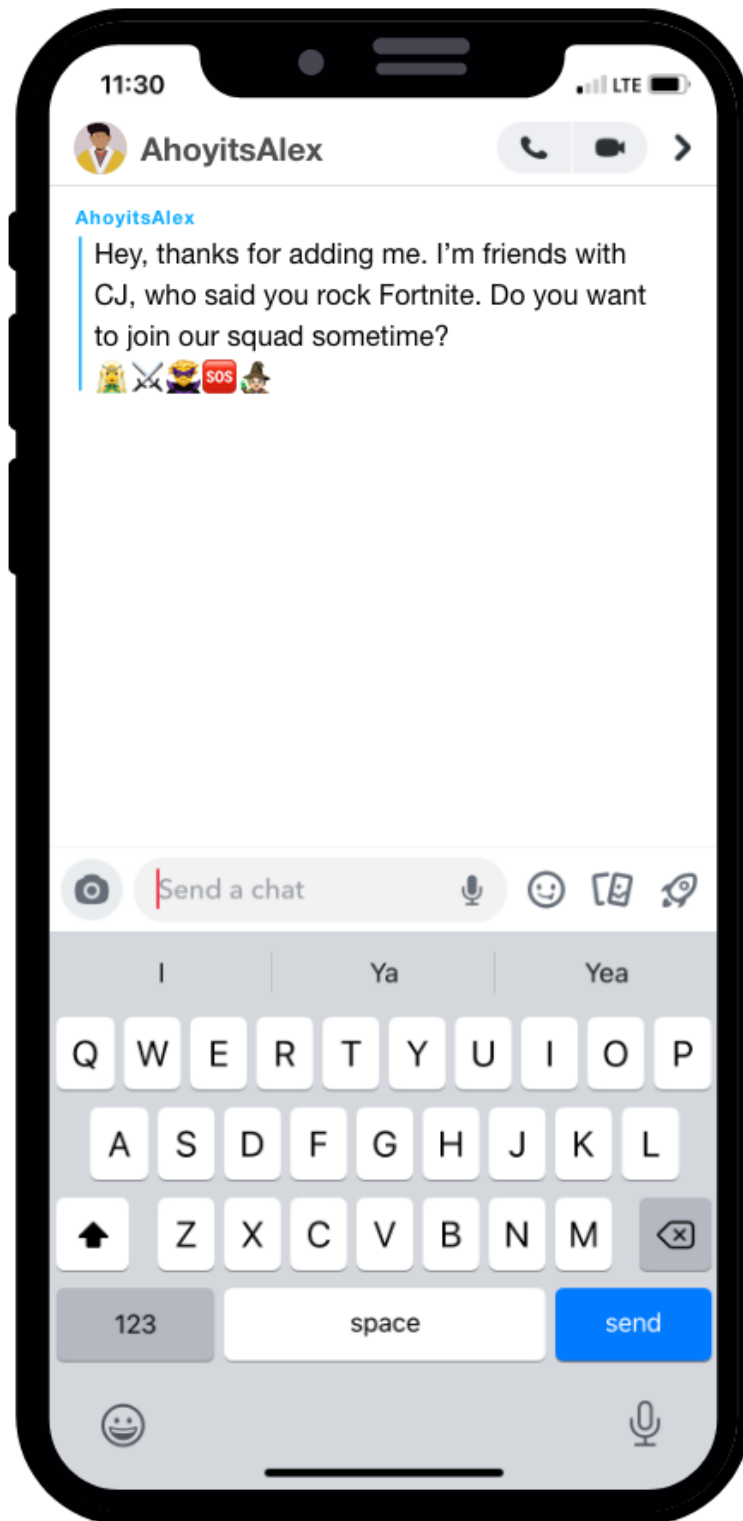 11:30
LTE
AhoyitsAlex
AhoyitsAlex
Hey, thanks for adding me. I’m friends with
CJ, who said you rock Fortnite. Do you want
to join our squad sometime?
🧝⚔️🦹🆘🧙
Send a chat
I Ya Yea
Q W E R T Y U I O P
A S D F G H J K L
Z X C V B N M
123 space send